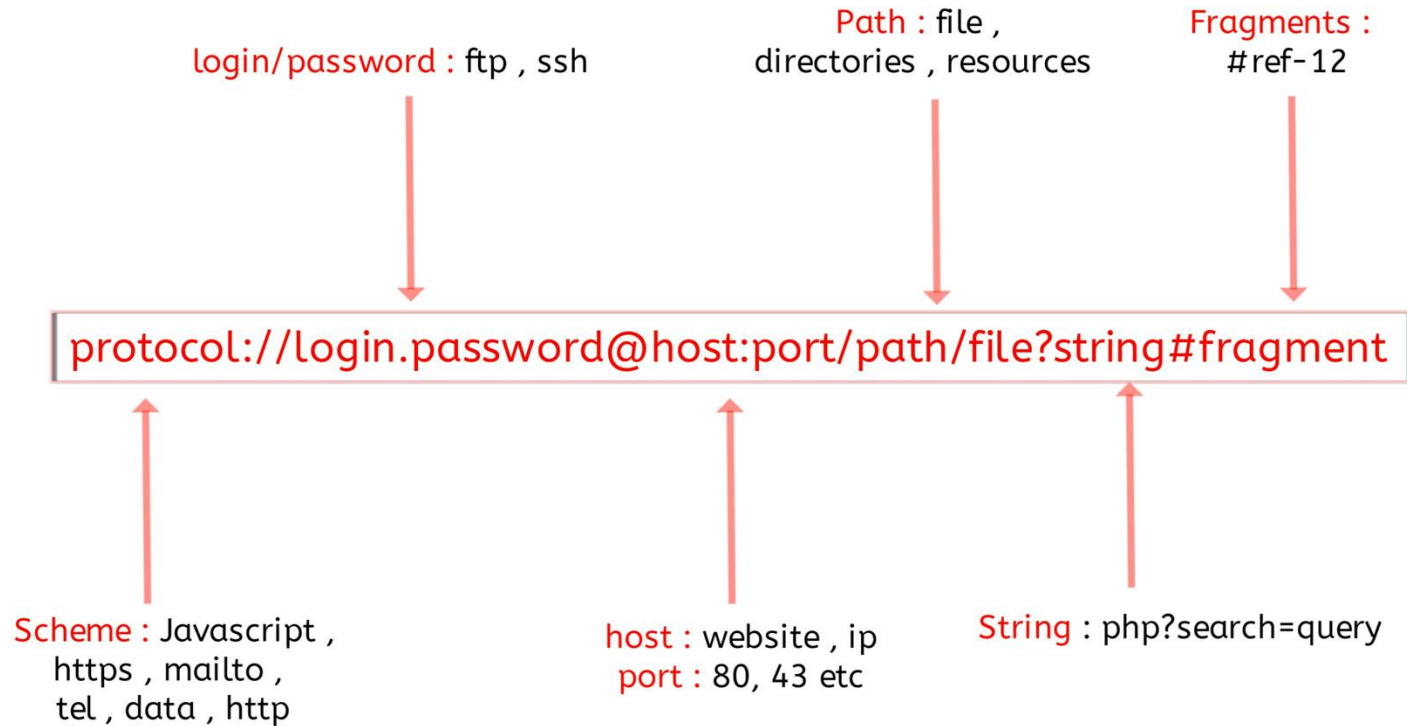 login/password : ftp , ssh
Path : file ,
directories , resources
Fragments :
#ref-12
protocol://login.password@host:port/path/file?string#fragment
Scheme : Javascript ,
https , mailto ,
tel , data , http
host : website , ip
port : 80, 43 etc
String : php?search=query